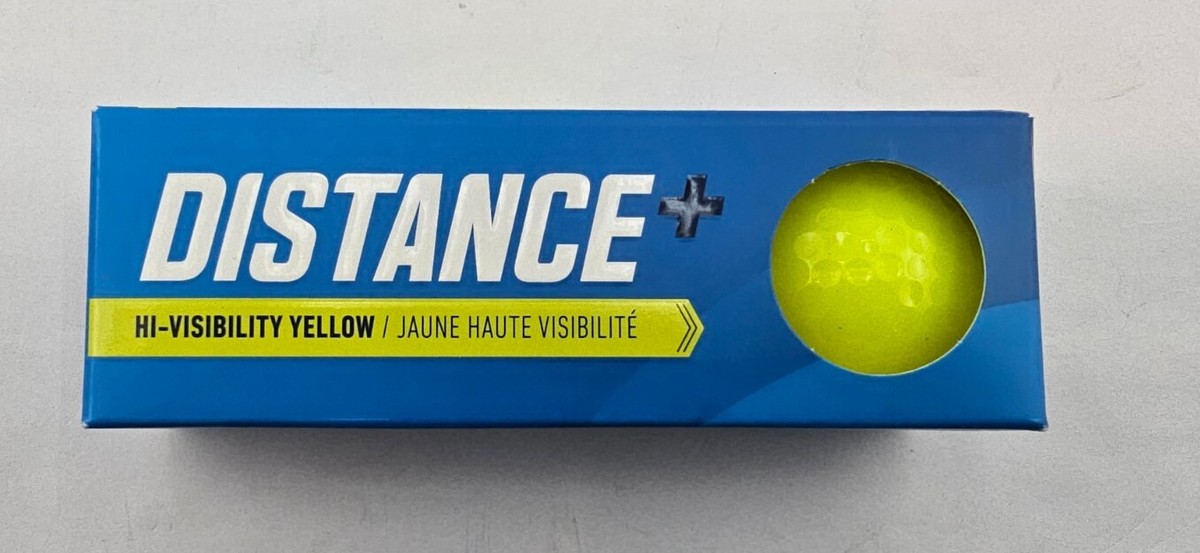 DISTANCE+
HI-VISIBILITY YELLOW / JAUNE HAUTE VISIBILITÉ